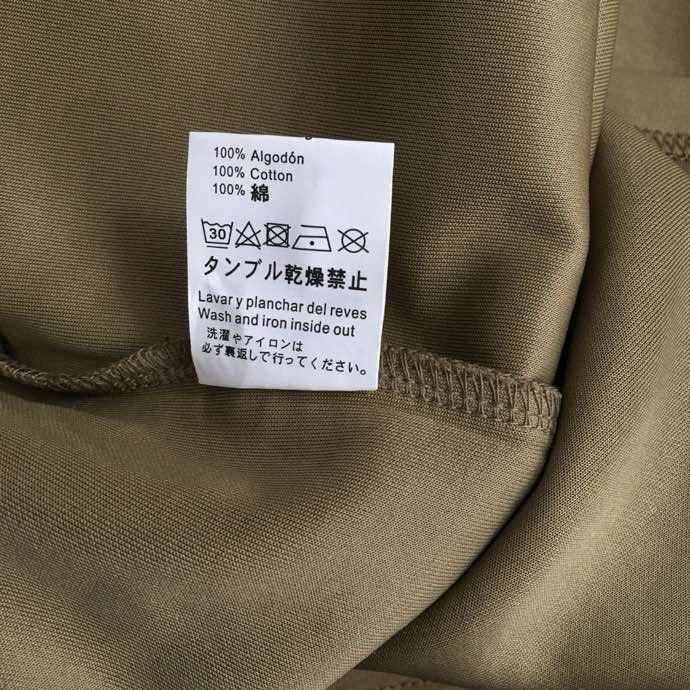 100% Algodón
100% Cotton
100% 綿
30
タンブル乾燥禁止
Lavar y planchar del reves
Wash and iron inside out
洗濯やアイロンは
必ず裏返しで行ってください。